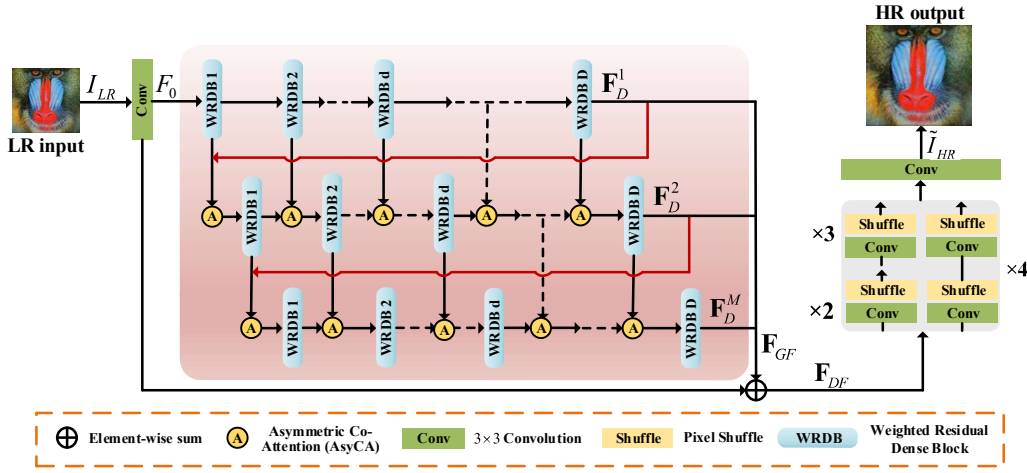 LR input
I_LR
Conv
F_0
WRDB 1
WRDB 2
WRDB d
WRDB D
F_D^1
A
WRDB 1
A
WRDB 2
A
WRDB d
A
A
WRDB D
F_D^2
A
WRDB 1
A
WRDB 2
A
WRDB d
A
A
WRDB D
F_D^M
F_GF
F_DF
HR output
Ĩ_HR
Conv
×3
Shuffle
Conv
Shuffle
Conv
×2
Shuffle
Conv
Shuffle
Conv
×4
Element-wise sum
A
Asymmetric Co-
Attention (AsyCA)
Conv
3×3 Convolution
Shuffle
Pixel Shuffle
WRDB
Weighted Residual
Dense Block